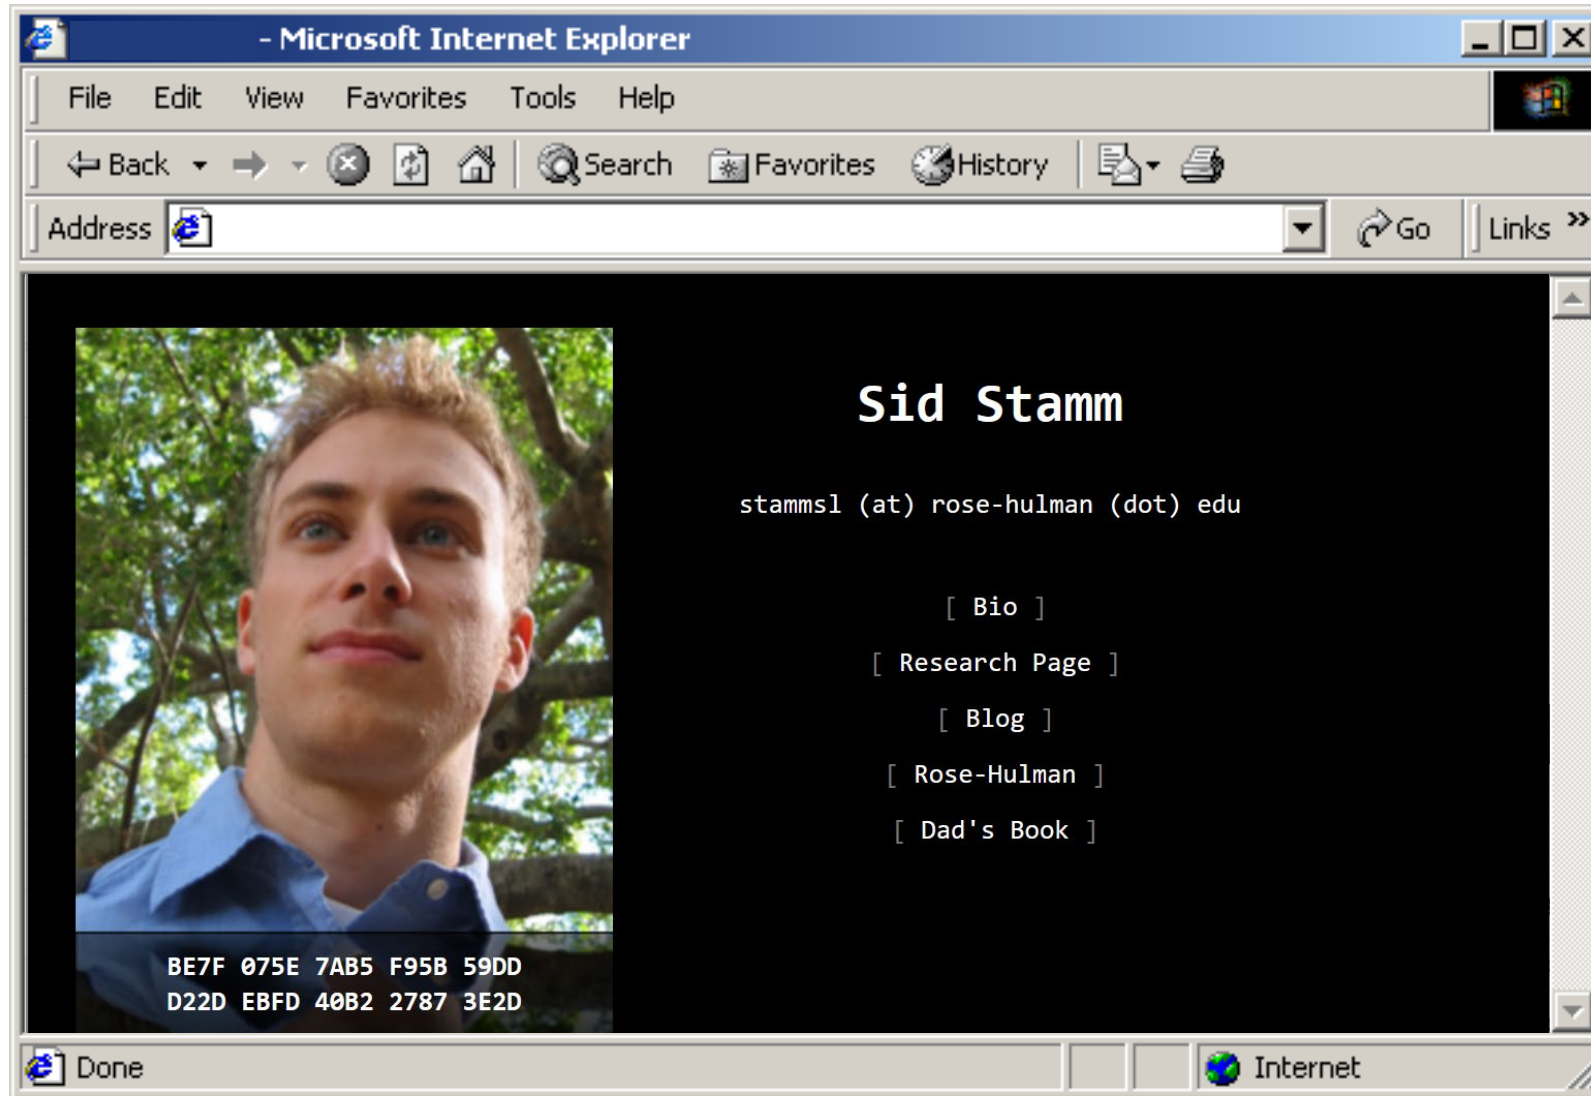 - Microsoft Internet Explorer
File Edit View Favorites Tools Help
Back Search Favorites History
Address Go Links »
Sid Stamm
stammsl (at) rose-hulman (dot) edu
[ Bio ]
[ Research Page ]
[ Blog ]
[ Rose-Hulman ]
[ Dad's Book ]
BE7F 075E 7AB5 F95B 59DD
D22D EBFD 40B2 2787 3E2D
Done Internet